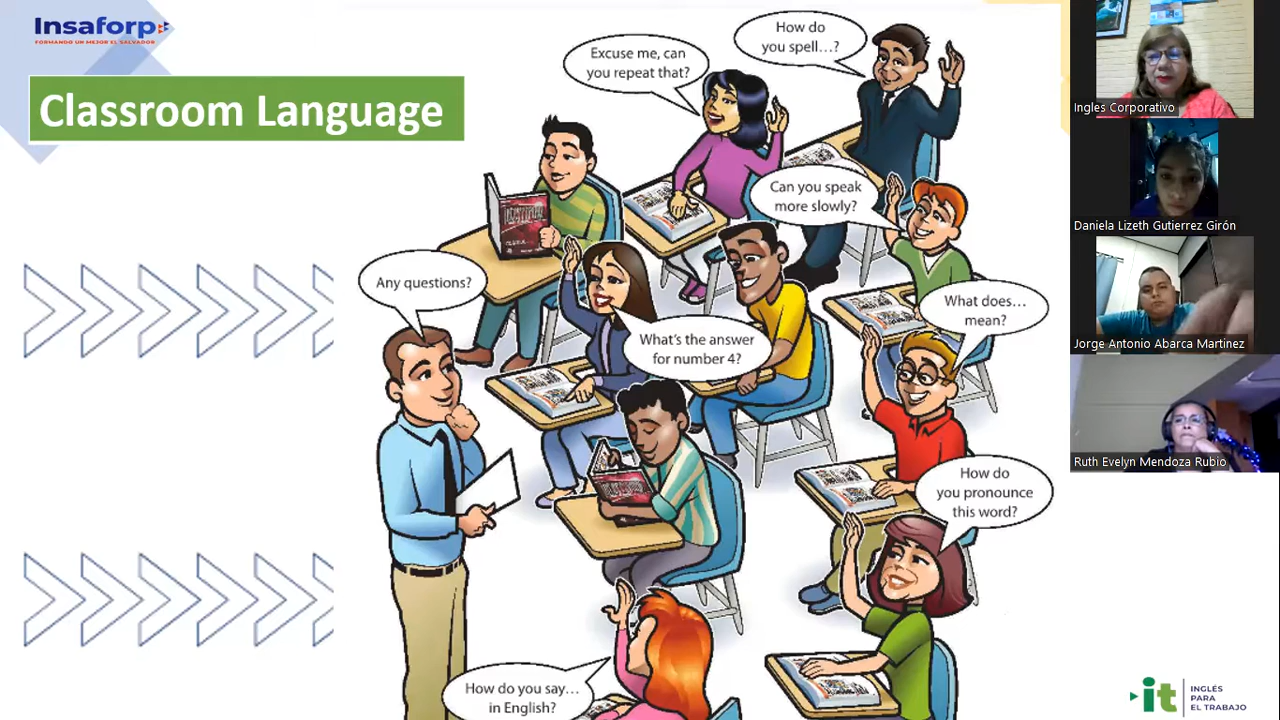 Insaforp
FORMANDO UN MEJOR EL SALVADOR
Classroom Language
How do
you spell…?
Excuse me, can
you repeat that?
Can you speak
more slowly?
Any questions?
What does…
mean?
What's the answer
for number 4?
How do
you pronounce
this word?
How do you say…
in English?
Ingles Corporativo
Daniela Lizeth Gutierrez Girón
Jorge Antonio Abarca Martinez
Ruth Evelyn Mendoza Rubio
it
INGLÉS
PARA
EL TRABAJO